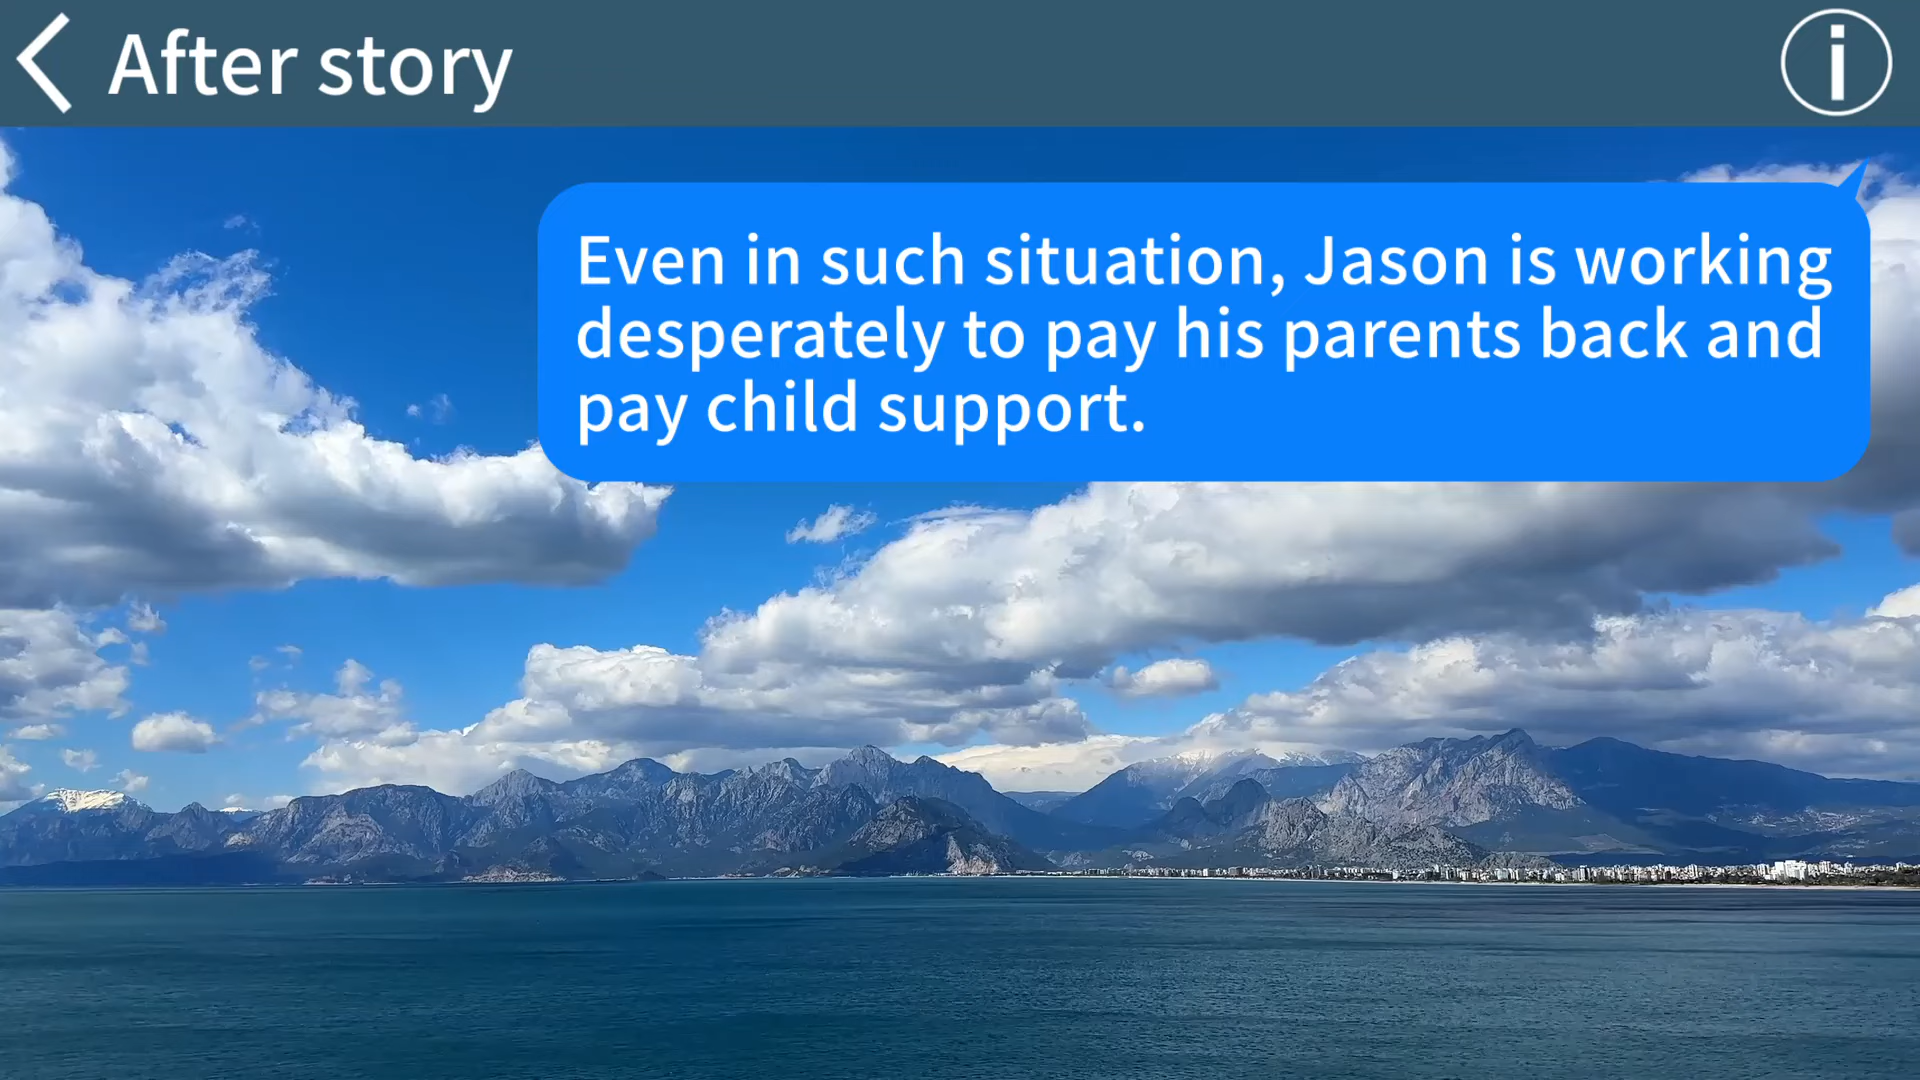 After story
Even in such situation, Jason is working
desperately to pay his parents back and
pay child support.